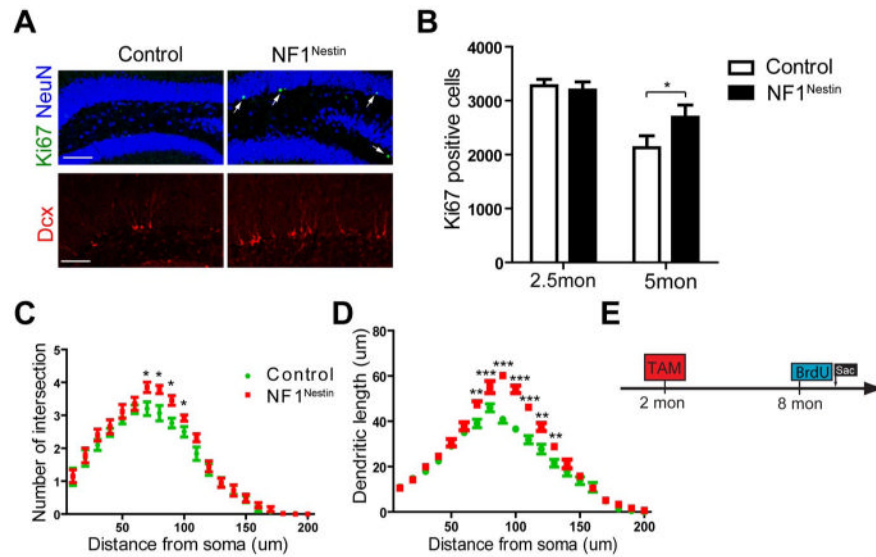 A
Control NF1Nestin
Ki67 NeuN
Dcx
B
Ki67 positive cells
4000
3000
2000
1000
0
*
Control
NF1Nestin
2.5mon 5mon
C
Number of intersection
5
4
3
2
1
0
* * * *
Control
NF1Nestin
50 100 150 200
Distance from soma (um)
D
Dendritic length (um)
80
60
40
20
0
** *** *** *** *** ** **
50 100 150 200
Distance from soma (um)
E
TAM BrdU Sac
2 mon 8 mon